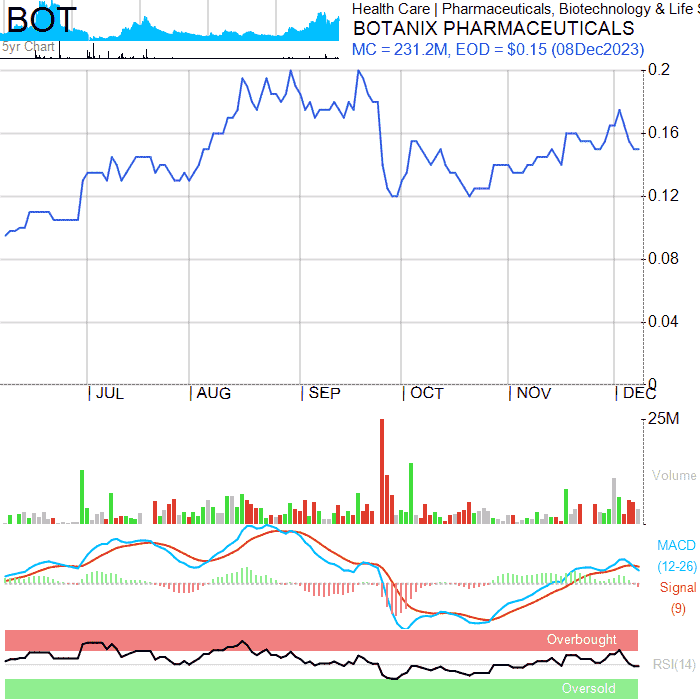 BOT
5yr Chart
Health Care | Pharmaceuticals, Biotechnology & Life S
BOTANIX PHARMACEUTICALS
MC = 231.2M, EOD = $0.15 (08Dec2023)
0.2
0.16
0.12
0.08
0.04
0
JUL AUG SEP OCT NOV DEC
25M
Volume
MACD
(12-26)
Signal
(9)
Overbought
RSI(14)
Oversold